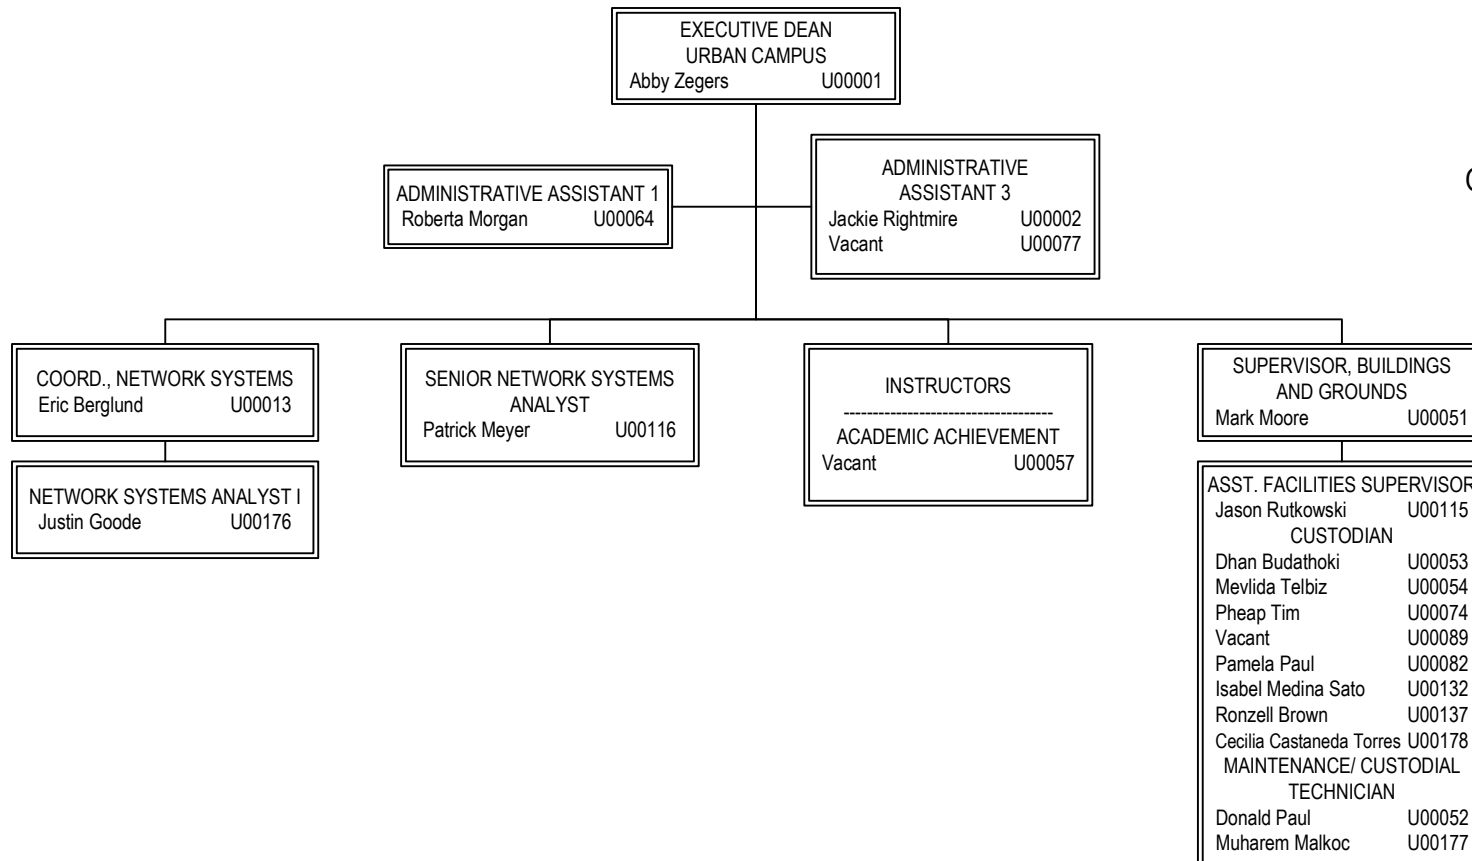 EXECUTIVE DEAN
URBAN CAMPUS
Abby Zegers U00001
ADMINISTRATIVE ASSISTANT 1
Roberta Morgan U00064
ADMINISTRATIVE
ASSISTANT 3
Jackie Rightmire U00002
Vacant U00077
COORD., NETWORK SYSTEMS
Eric Berglund U00013
NETWORK SYSTEMS ANALYST I
Justin Goode U00176
SENIOR NETWORK SYSTEMS
ANALYST
Patrick Meyer U00116
INSTRUCTORS
------------------------------------
ACADEMIC ACHIEVEMENT
Vacant U00057
SUPERVISOR, BUILDINGS
AND GROUNDS
Mark Moore U00051
ASST. FACILITIES SUPERVISOR
Jason Rutkowski U00115
CUSTODIAN
Dhan Budathoki U00053
Mevlida Telbiz U00054
Pheap Tim U00074
Vacant U00089
Pamela Paul U00082
Isabel Medina Sato U00132
Ronzell Brown U00137
Cecilia Castaneda Torres U00178
MAINTENANCE/ CUSTODIAL
TECHNICIAN
Donald Paul U00052
Muharem Malkoc U00177